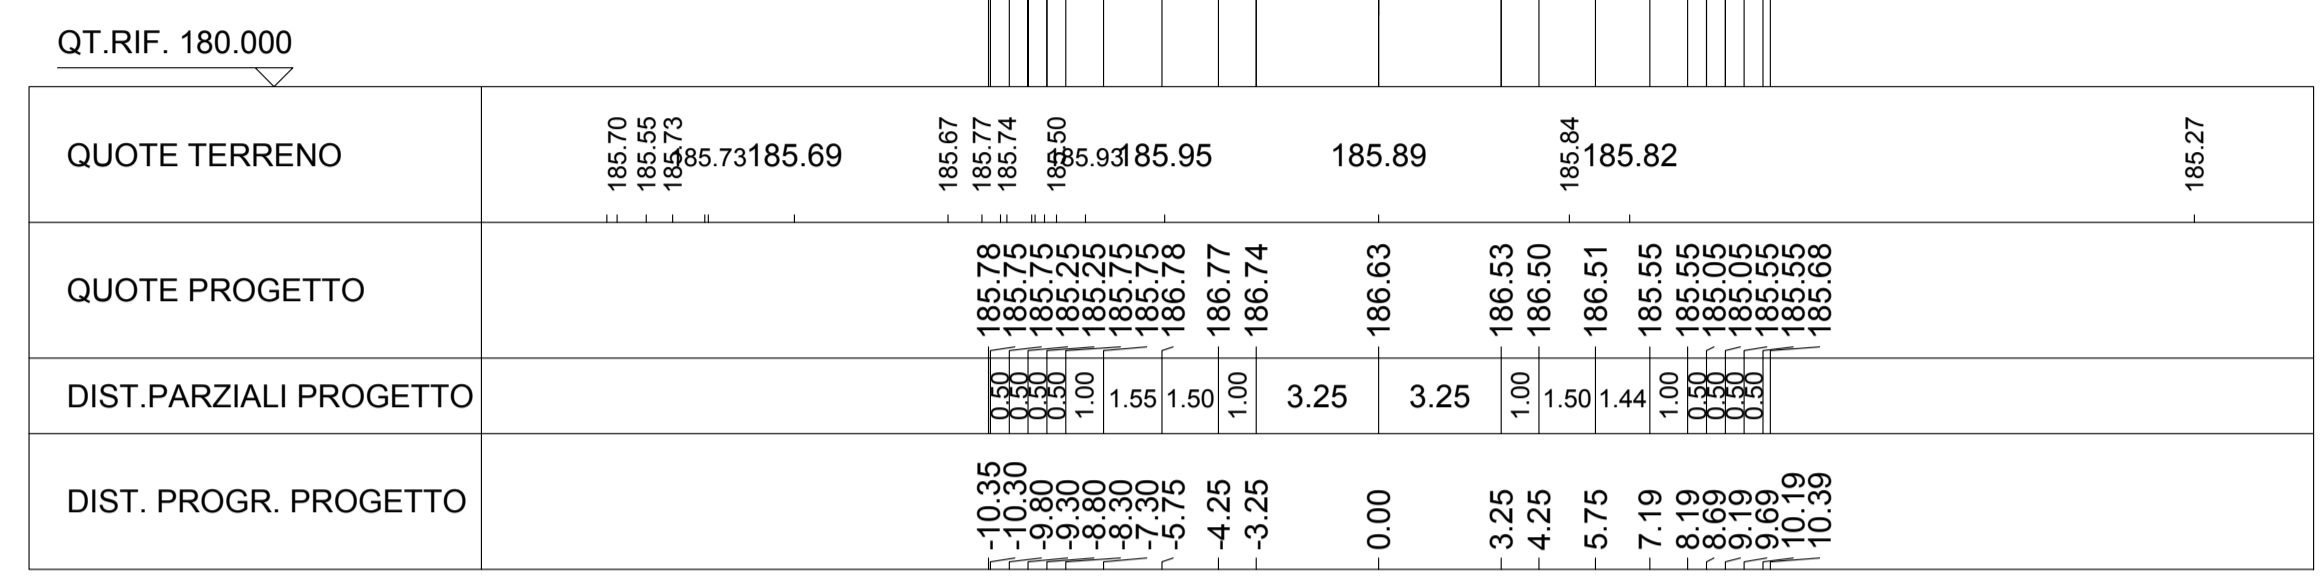 QT.RIF. 180.000
QUOTE TERRENO 185.70 185.55 185.73 185.73 185.69 185.67 185.77 185.74 185.50 185.93 185.95 185.89 185.84 185.82 185.27
QUOTE PROGETTO 185.78 185.75 185.75 185.25 185.25 185.75 185.75 186.78 186.77 186.74 186.63 186.53 186.50 186.51 185.55 185.55 185.05 185.05 185.55 185.55 185.68
DIST.PARZIALI PROGETTO 0.50 0.50 0.50 0.50 1.00 1.55 1.50 1.00 3.25 3.25 1.00 1.50 1.44 1.00 0.50 0.50 0.50 0.50
DIST. PROGR. PROGETTO -10.35 -10.30 -9.80 -9.30 -8.80 -8.30 -7.30 -5.75 -4.25 -3.25 0.00 3.25 4.25 5.75 7.19 8.19 8.69 9.19 9.69 10.19 10.39